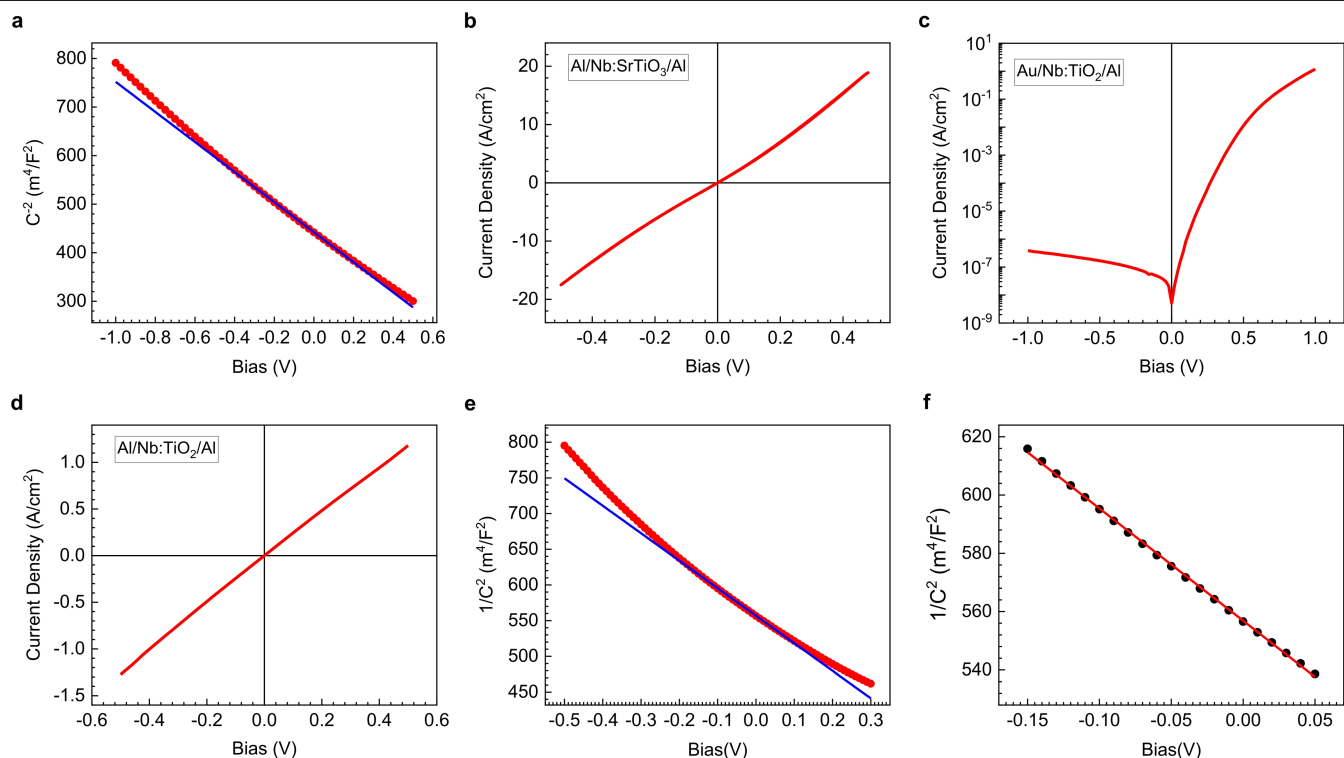 a
800
700
600
500
400
300
C⁻² (m⁴/F²)
-1.0 -0.8 -0.6 -0.4 -0.2 0.0 0.2 0.4 0.6
Bias (V)
b
Al/Nb:SrTiO₃/Al
20
10
0
-10
-20
Current Density (A/cm²)
-0.4 -0.2 0.0 0.2 0.4
Bias (V)
c
Au/Nb:TiO₂/Al
10¹
10⁻¹
10⁻³
10⁻⁵
10⁻⁷
10⁻⁹
Current Density (A/cm²)
-1.0 -0.5 0.0 0.5 1.0
Bias (V)
d
Al/Nb:TiO₂/Al
1.0
0.5
0.0
-0.5
-1.0
-1.5
Current Density (A/cm²)
-0.6 -0.4 -0.2 0.0 0.2 0.4 0.6
Bias (V)
e
800
750
700
650
600
550
500
450
1/C² (m⁴/F²)
-0.5 -0.4 -0.3 -0.2 -0.1 0.0 0.1 0.2 0.3
Bias(V)
f
620
600
580
560
540
1/C² (m⁴/F²)
-0.15 -0.10 -0.05 0.00 0.05
Bias(V)